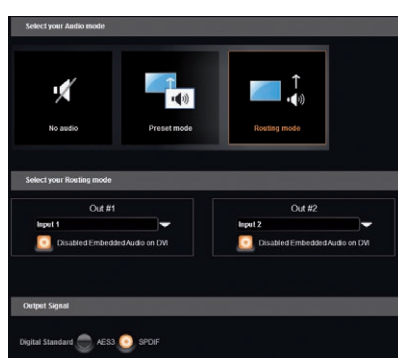 Select your Audio mode
No audio
Preset mode
Routing mode
Select your Routing mode
Out #1
Out #2
Input 1
Input 2
Disabled Embedded Audio on DVI
Disabled Embedded Audio on DVI
Output Signal
Digital Standard AES3 SPDIF